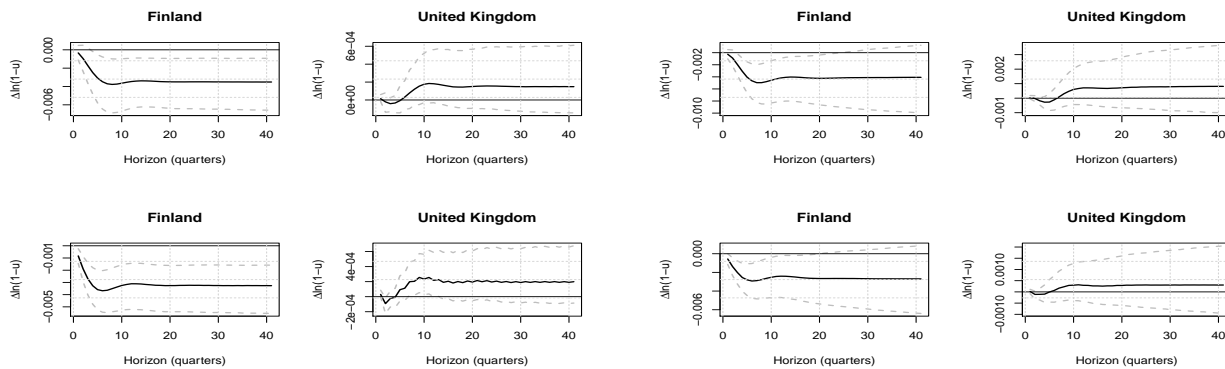 Finland
United Kingdom
Finland
United Kingdom
Δln(1−u)
0.000
−0.006
Δln(1−u)
6e−04
0e+00
Δln(1−u)
−0.002
−0.010
Δln(1−u)
0.002
−0.001
0 10 20 30 40
0 10 20 30 40
0 10 20 30 40
0 10 20 30 40
Horizon (quarters)
Horizon (quarters)
Horizon (quarters)
Horizon (quarters)
Finland
United Kingdom
Finland
United Kingdom
Δln(1−u)
−0.001
−0.005
Δln(1−u)
4e−04
−2e−04
Δln(1−u)
0.000
−0.006
Δln(1−u)
0.0010
−0.0010
0 10 20 30 40
0 10 20 30 40
0 10 20 30 40
0 10 20 30 40
Horizon (quarters)
Horizon (quarters)
Horizon (quarters)
Horizon (quarters)